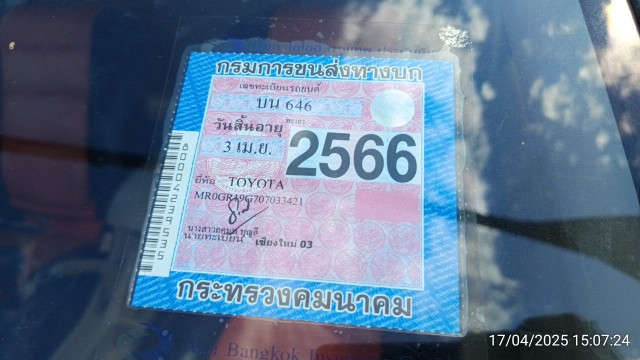 กรมการขนส่งทางบก
เลขทะเบียนรถยนต์
บน 646
วันสิ้นอายุ
3 เม.ย.
2566
ยี่ห้อ TOYOTA
MR0GR19G707033421
นายทะเบียน เชียงใหม่ 03
กระทรวงคมนาคม
Bangkok
17/04/2025 15:07:24